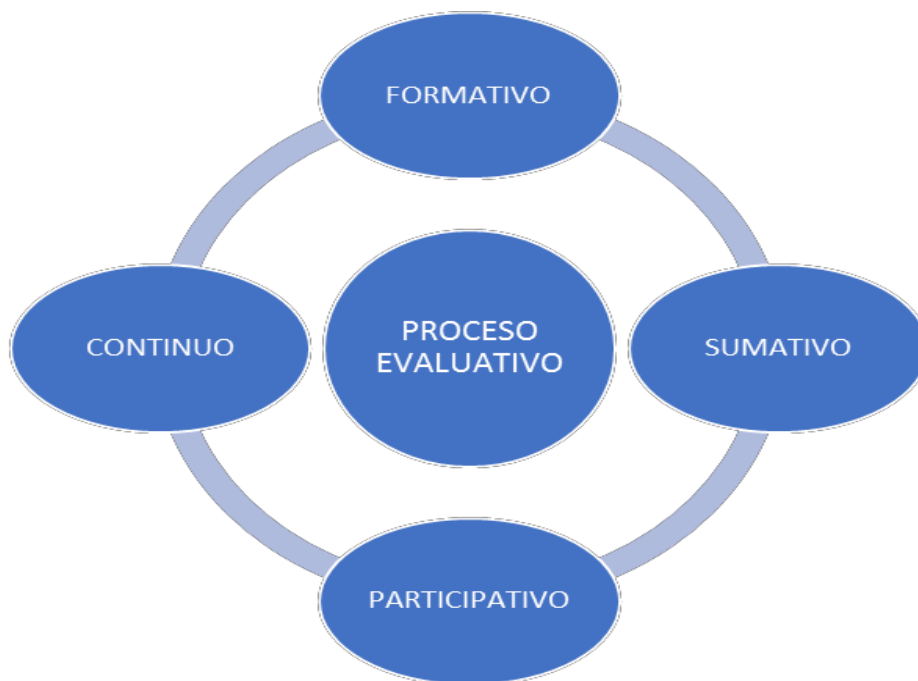 FORMATIVO
CONTINUO
PROCESO
EVALUATIVO
SUMATIVO
PARTICIPATIVO